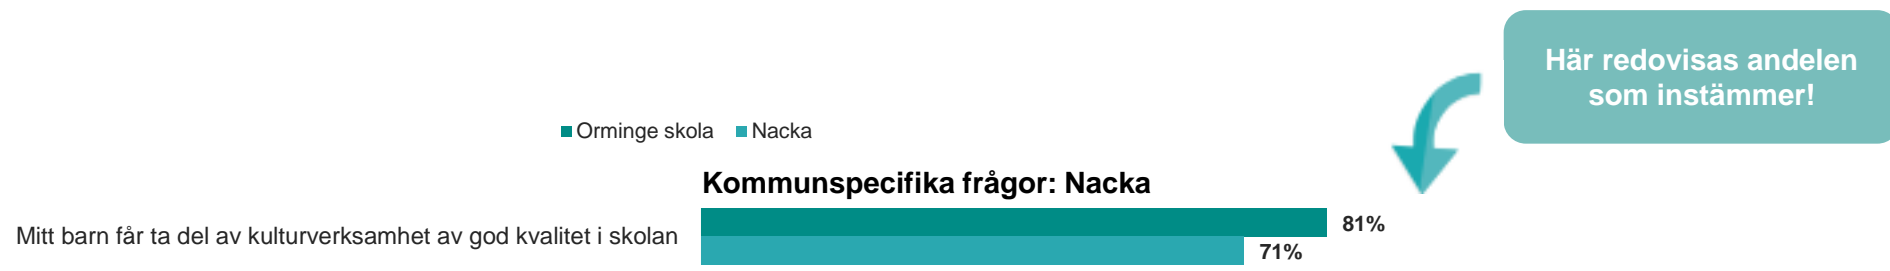 Här redovisas andelen
som instämmer!
Orminge skola Nacka
Kommunspecifika frågor: Nacka
Mitt barn får ta del av kulturverksamhet av god kvalitet i skolan
81%
71%